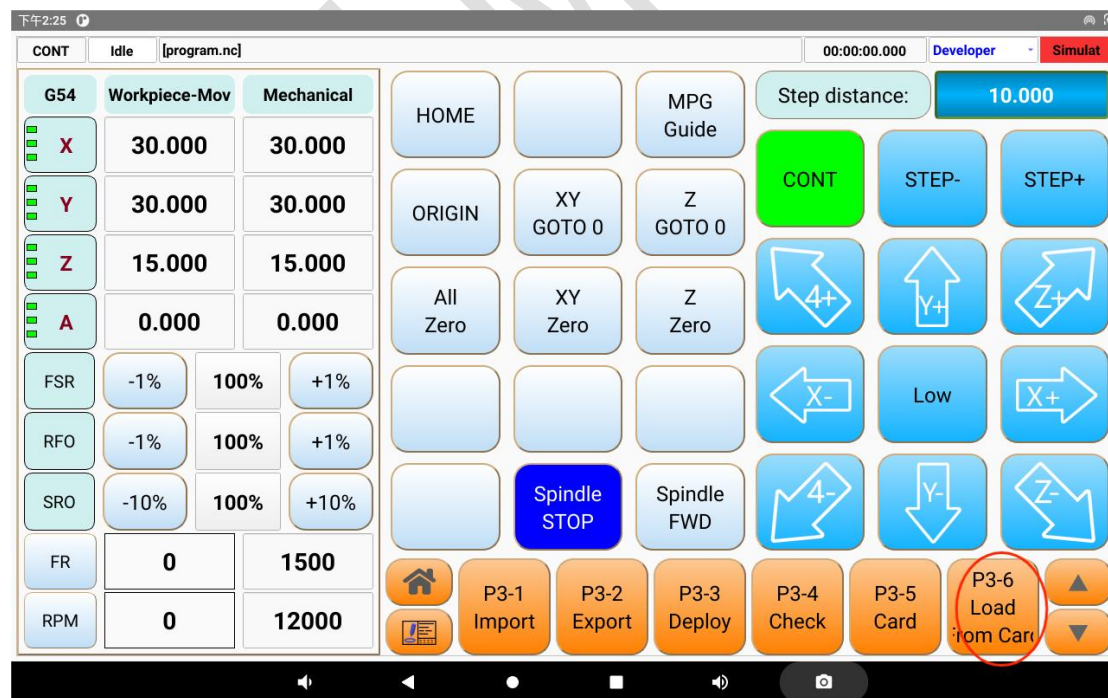 下午2:25
CONT Idle [program.nc] 00:00:00.000 Developer Simulat
G54 Workpiece-Mov Mechanical
X 30.000 30.000
Y 30.000 30.000
Z 15.000 15.000
A 0.000 0.000
FSR -1% 100% +1%
RFO -1% 100% +1%
SRO -10% 100% +10%
FR 0 1500
RPM 0 12000
HOME
MPG
Guide
ORIGIN
XY
GOTO 0
Z
GOTO 0
All
Zero
XY
Zero
Z
Zero
Spindle
STOP
Spindle
FWD
Step distance: 10.000
CONT STEP- STEP+
4+ Y+ Z+
X- Low X+
4- Y- Z-
P3-1
Import
P3-2
Export
P3-3
Deploy
P3-4
Check
P3-5
Card
P3-6
Load
From Card